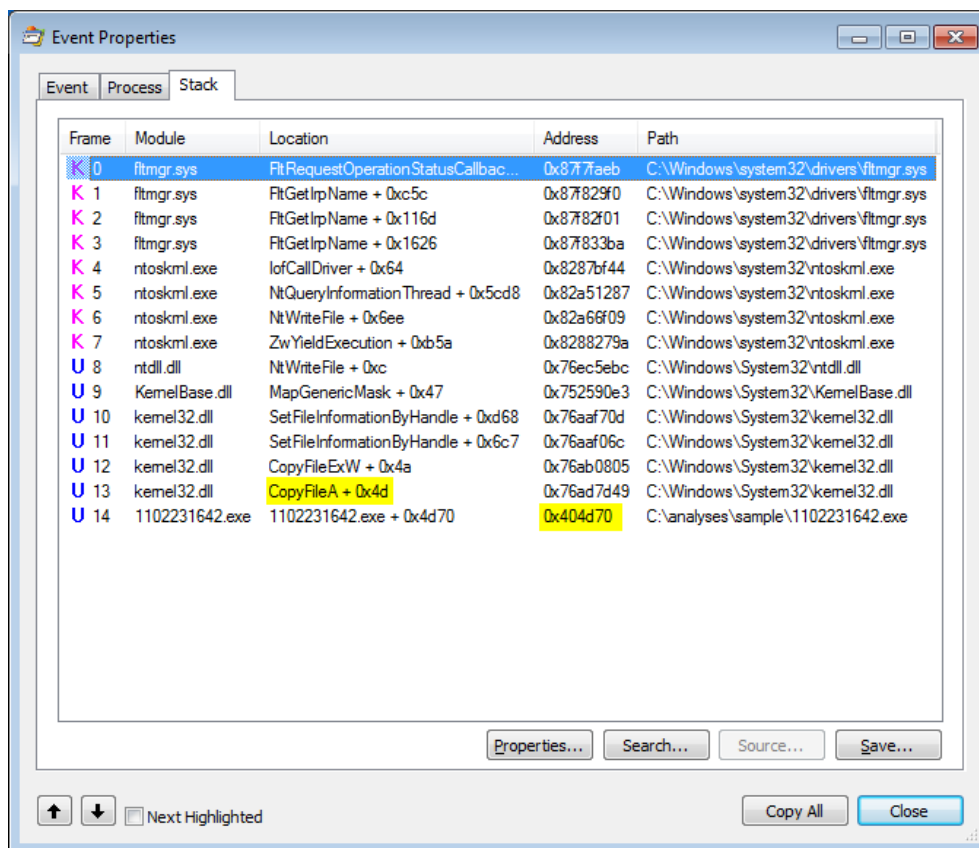 Event Properties
Event Process Stack
Frame Module Location Address Path
K 0 fltmgr.sys FltRequestOperationStatusCallbac... 0x87f7faeb C:\Windows\system32\drivers\fltmgr.sys
K 1 fltmgr.sys FltGetIrpName + 0xc5c 0x87f829f0 C:\Windows\system32\drivers\fltmgr.sys
K 2 fltmgr.sys FltGetIrpName + 0x116d 0x87f82f01 C:\Windows\system32\drivers\fltmgr.sys
K 3 fltmgr.sys FltGetIrpName + 0x1626 0x87f833ba C:\Windows\system32\drivers\fltmgr.sys
K 4 ntoskrnl.exe IofCallDriver + 0x64 0x8287bf44 C:\Windows\system32\ntoskrnl.exe
K 5 ntoskrnl.exe NtQueryInformationThread + 0x5cd8 0x82a51287 C:\Windows\system32\ntoskrnl.exe
K 6 ntoskrnl.exe NtWriteFile + 0x6ee 0x82a66f09 C:\Windows\system32\ntoskrnl.exe
K 7 ntoskrnl.exe ZwYieldExecution + 0xb5a 0x8288279a C:\Windows\system32\ntoskrnl.exe
U 8 ntdll.dll NtWriteFile + 0xc 0x76ec5ebc C:\Windows\System\ntdll.dll
U 9 KernelBase.dll MapGenericMask + 0x47 0x752590e3 C:\Windows\System32\KernelBase.dll
U 10 kernel32.dll SetFileInformationByHandle + 0xd68 0x76aaf70d C:\Windows\System32\kernel32.dll
U 11 kernel32.dll SetFileInformationByHandle + 0x6c7 0x76aaf06c C:\Windows\System32\kernel32.dll
U 12 kernel32.dll CopyFileExW + 0x4a 0x76ab0805 C:\Windows\System32\kernel32.dll
U 13 kernel32.dll CopyFileA + 0x4d 0x76ad7d49 C:\Windows\System32\kernel32.dll
U 14 1102231642.exe 1102231642.exe + 0x4d70 0x404d70 C:\analyses\sample\1102231642.exe
Properties... Search... Source... Save...
Next Highlighted Copy All Close